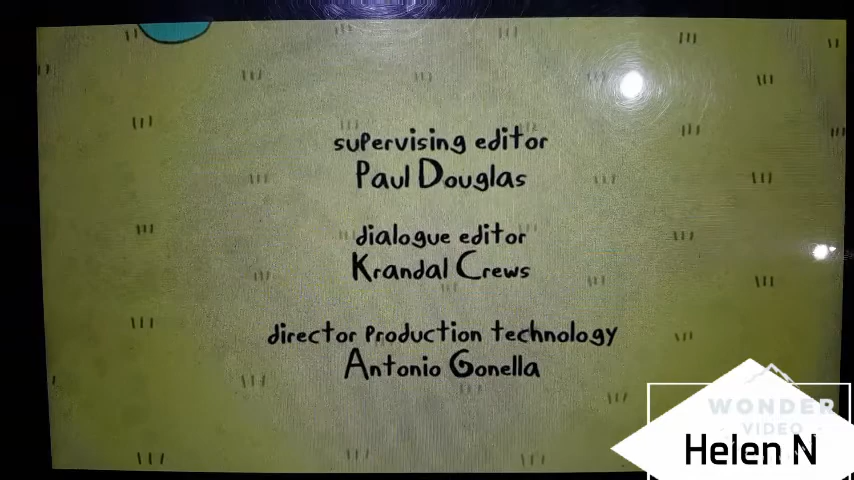 supervising editor
Paul Douglas
dialogue editor
Krandal Crews
director production technology
Antonio Gonella
WONDER
VIDEO
Helen N